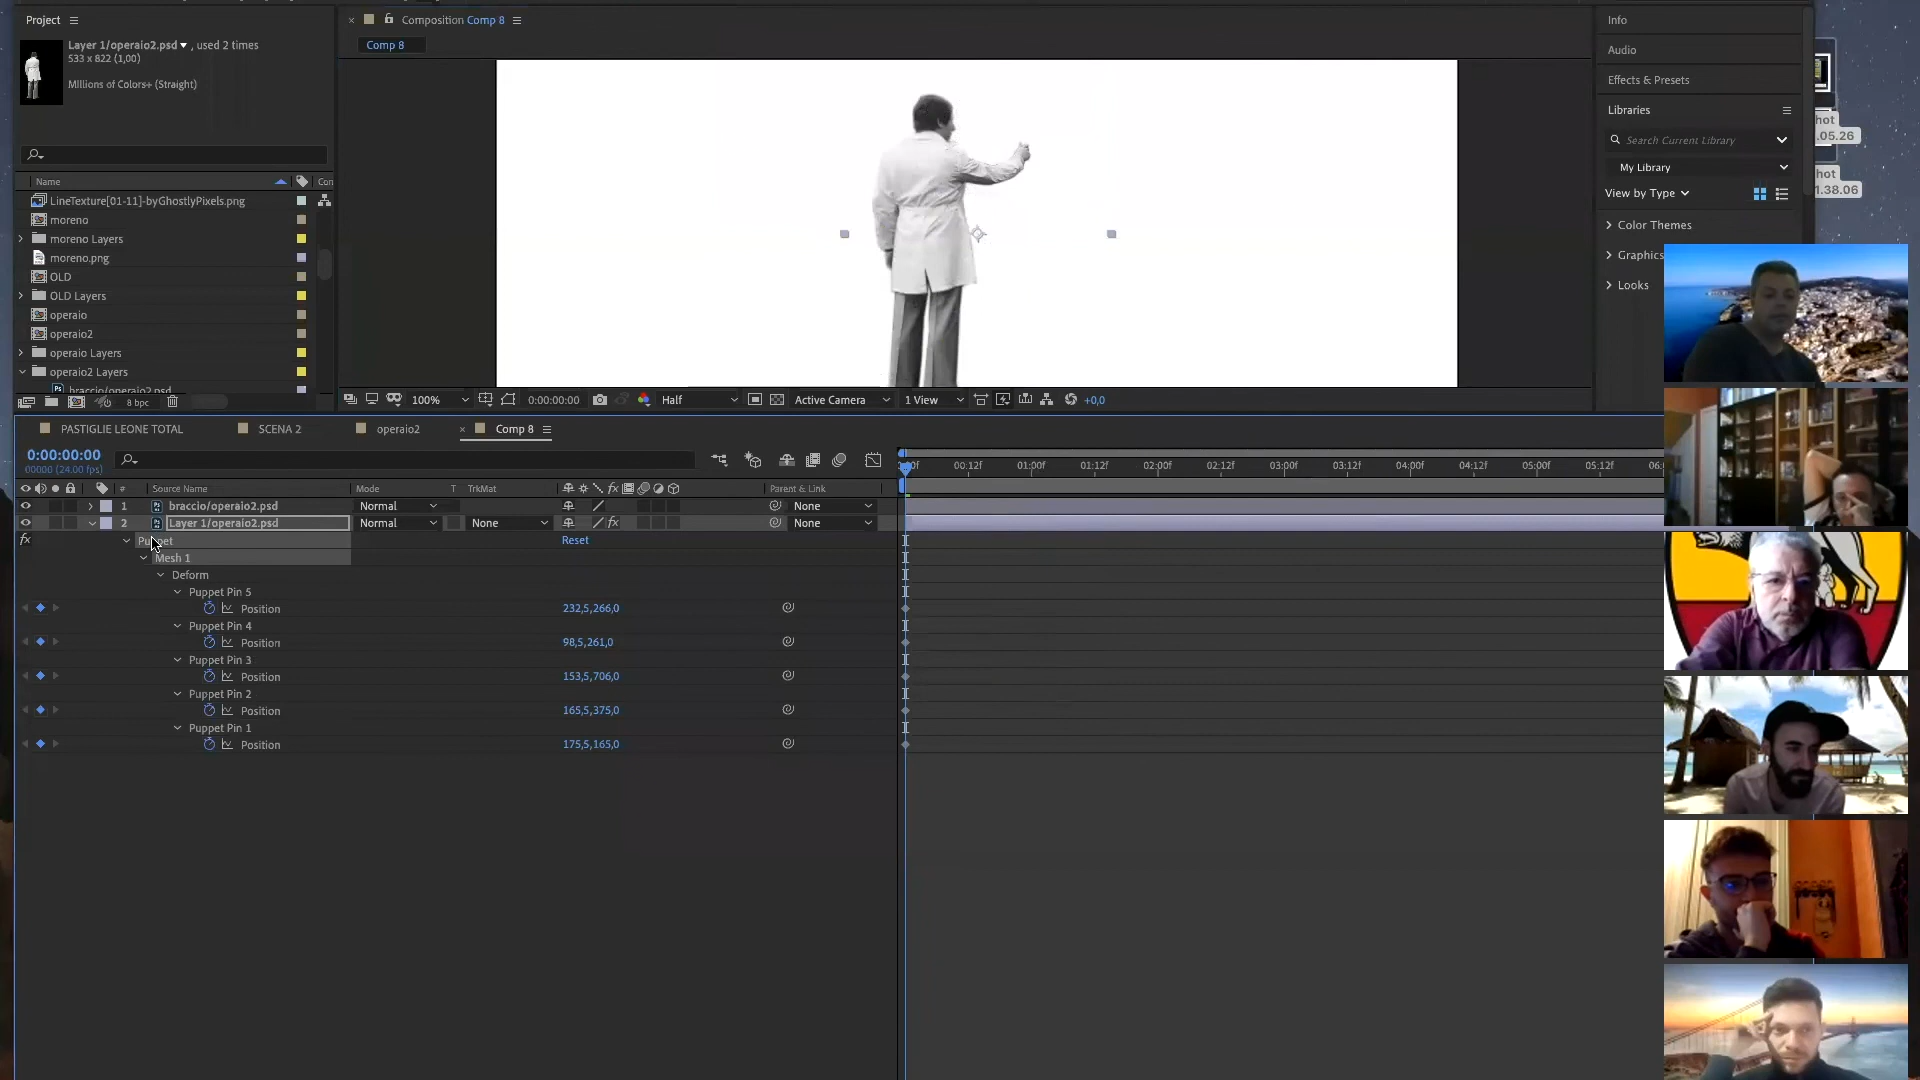 Project
Layer 1/operaio2.psd ▾ , used 2 times
533 x 822 (1,00)
Millions of Colors+ (Straight)
Name
Con
LineTexture[01-11]-byGhostlyPixels.png
moreno
moreno Layers
moreno.png
OLD
OLD Layers
operaio
operaio2
operaio Layers
operaio2 Layers
braccio/operaio2.psd
8 bpc
Composition Comp 8
Comp 8
100%
0:00:00:00
Half
Active Camera
1 View
+0,0
Info
Audio
Effects & Presets
Libraries
Search Current Library
My Library
View by Type
Color Themes
Graphics
Looks
hot
.05.26
hot
1.38.06
PASTIGLIE LEONE TOTAL
SCENA 2
operaio2
Comp 8
0:00:00:00
00000 (24.00 fps)
00f 00:12f 01:00f 01:12f 02:00f 02:12f 03:00f 03:12f 04:00f 04:12f 05:00f 05:12f 06:
# Source Name Mode T TrkMat Parent & Link
1 braccio/operaio2.psd Normal None
2 Layer 1/operaio2.psd Normal None fx None
fx Puppet Reset
Mesh 1
Deform
Puppet Pin 5
Position 232,5,266,0
Puppet Pin 4
Position 98,5,261,0
Puppet Pin 3
Position 153,5,706,0
Puppet Pin 2
Position 165,5,375,0
Puppet Pin 1
Position 175,5,165,0